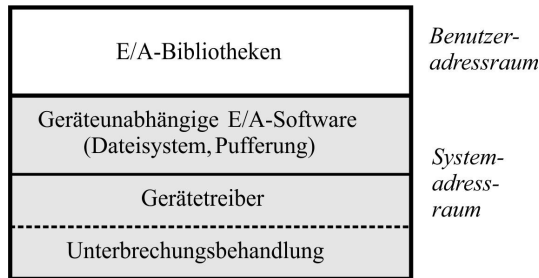 E/A-Bibliotheken
Benutzer-
adressraum
Geräteunabhängige E/A-Software
(Dateisystem, Pufferung)
System-
adress-
raum
Gerätetreiber
Unterbrechungsbehandlung